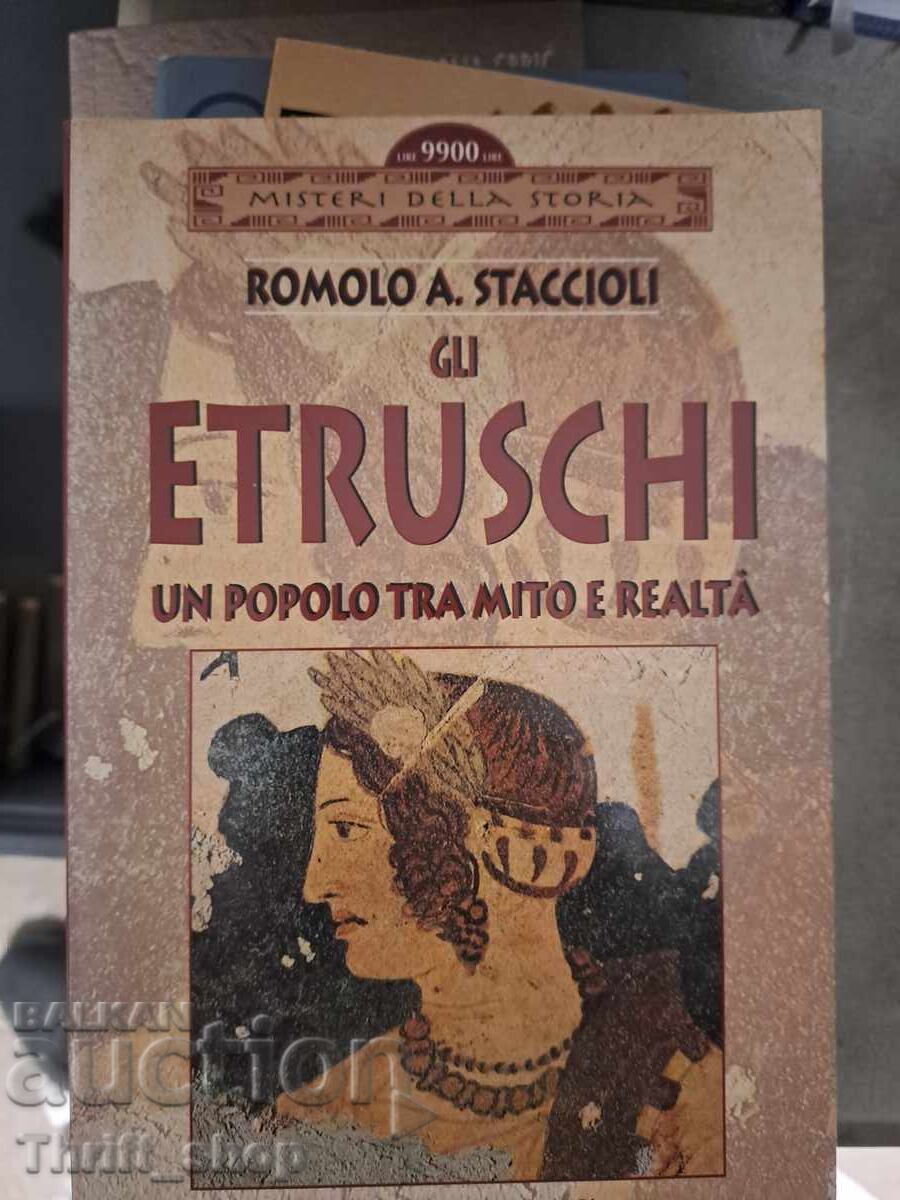 LIRE 9900 LIRE
MISTERI DELLA STORIA
ROMOLO A. STACCIOLI
GLI
ETRUSCHI
UN POPOLO TRA MITO E REALTÀ
A
BALKAN
auction
Thrift_shop